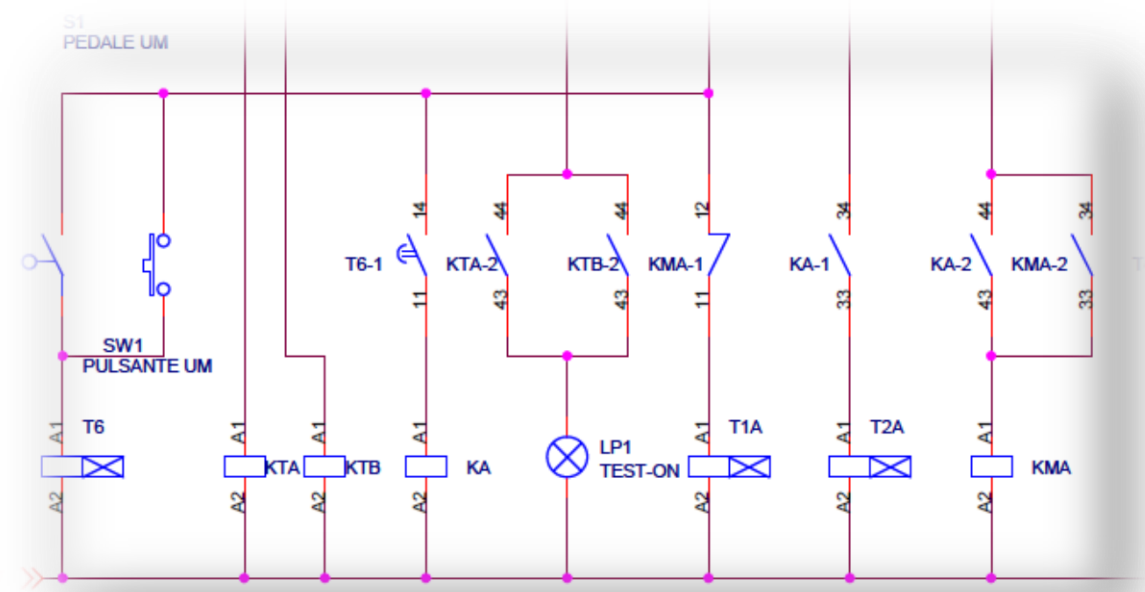 S1
PEDALE UM
14
44
44
12
34
44
34
T6-1
KTA-2
KTB-2
KMA-1
KA-1
KA-2
KMA-2
T
11
43
43
11
33
43
33
SW1
PULSANTE UM
A1
T6
A1
A1
A1
LP1
TEST-ON
A1
T1A
A1
T2A
A1
KTA
KTB
KA
KMA
A2
A2
A2
A2
A2
A2
A2